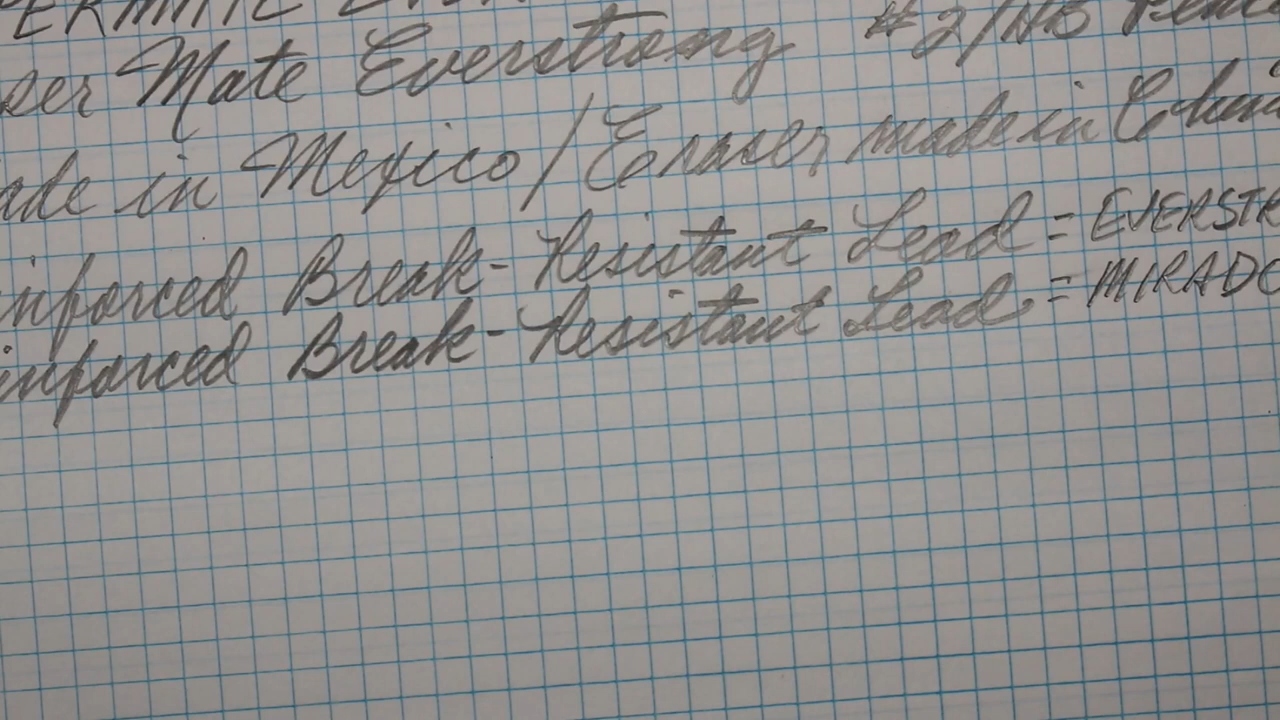 per Mate Everstrong #2/HB
ade in Mexico / Eraser made in
inforced Break-Resistant Lead = EVERSTR
inforced Break-Resistant Lead = MIRADO